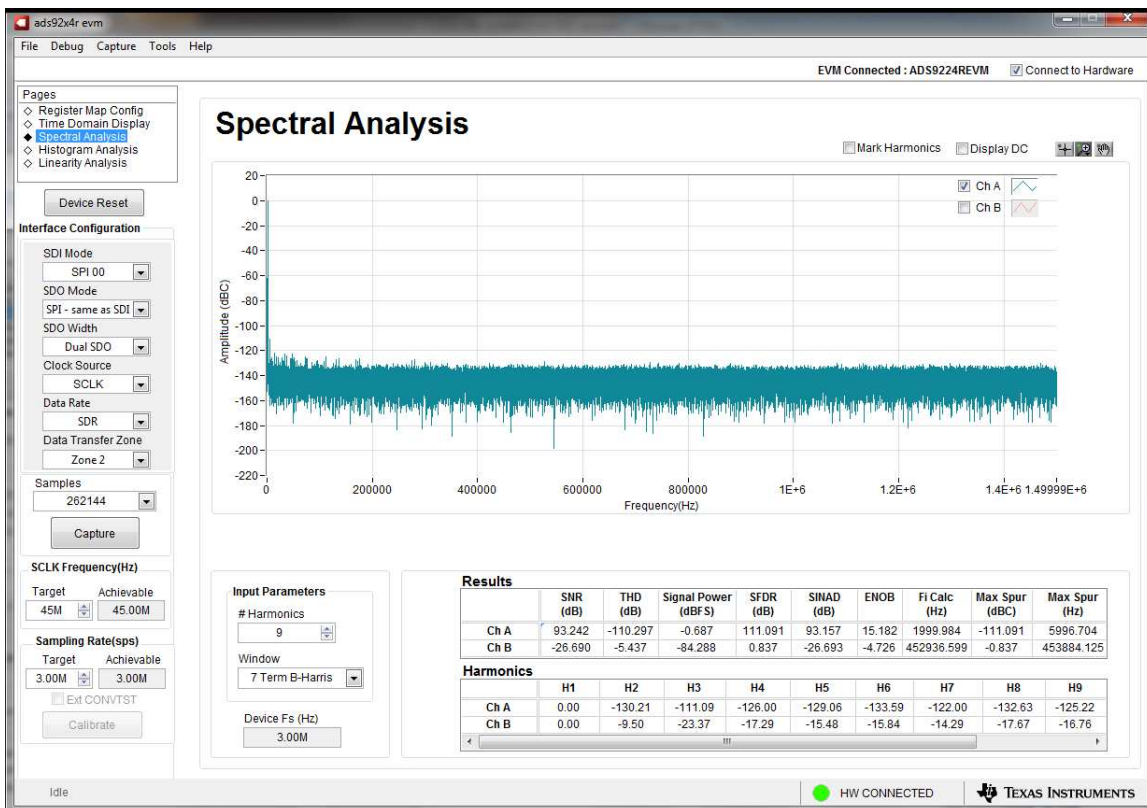 ads92x4r evm
File Debug Capture Tools Help
EVM Connected : ADS9224REVM Connect to Hardware
Pages
Register Map Config
Time Domain Display
Spectral Analysis
Histogram Analysis
Linearity Analysis
Device Reset
Interface Configuration
SDI Mode
SPI 00
SDO Mode
SPI - same as SDI
SDO Width
Dual SDO
Clock Source
SCLK
Data Rate
SDR
Data Transfer Zone
Zone 2
Samples
262144
Capture
SCLK Frequency(Hz)
Target Achievable
45M 45.00M
Sampling Rate(sps)
Target Achievable
3.00M 3.00M
Ext CONVTST
Calibrate
Spectral Analysis
Mark Harmonics Display DC
Ch A
Ch B
Amplitude (dBC)
20
0
-20
-40
-60
-80
-100
-120
-140
-160
-180
-200
-220
0 200000 400000 600000 800000 1E+6 1.2E+6 1.4E+6 1.49999E+6
Frequency(Hz)
Input Parameters
# Harmonics
9
Window
7 Term B-Harris
Device Fs (Hz)
3.00M
Results
SNR (dB) THD (dB) Signal Power (dBFS) SFDR (dB) SINAD (dB) ENOB Fi Calc (Hz) Max Spur (dBC) Max Spur (Hz)
Ch A 93.242 -110.297 -0.687 111.091 93.157 15.182 1999.984 -111.091 5996.704
Ch B -26.690 -5.437 -84.288 0.837 -26.693 -4.726 452936.599 -0.837 453884.125
Harmonics
H1 H2 H3 H4 H5 H6 H7 H8 H9
Ch A 0.00 -130.21 -111.09 -126.00 -129.06 -133.59 -122.00 -132.63 -125.22
Ch B 0.00 -9.50 -23.37 -17.29 -15.48 -15.84 -14.29 -17.67 -16.76
Idle
HW CONNECTED
TEXAS INSTRUMENTS